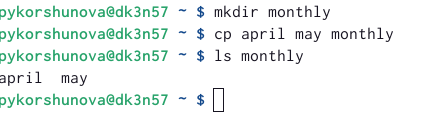 pykorshunova@dk3n57 ~ $ mkdir monthly
pykorshunova@dk3n57 ~ $ cp april may monthly
pykorshunova@dk3n57 ~ $ ls monthly
april  may
pykorshunova@dk3n57 ~ $